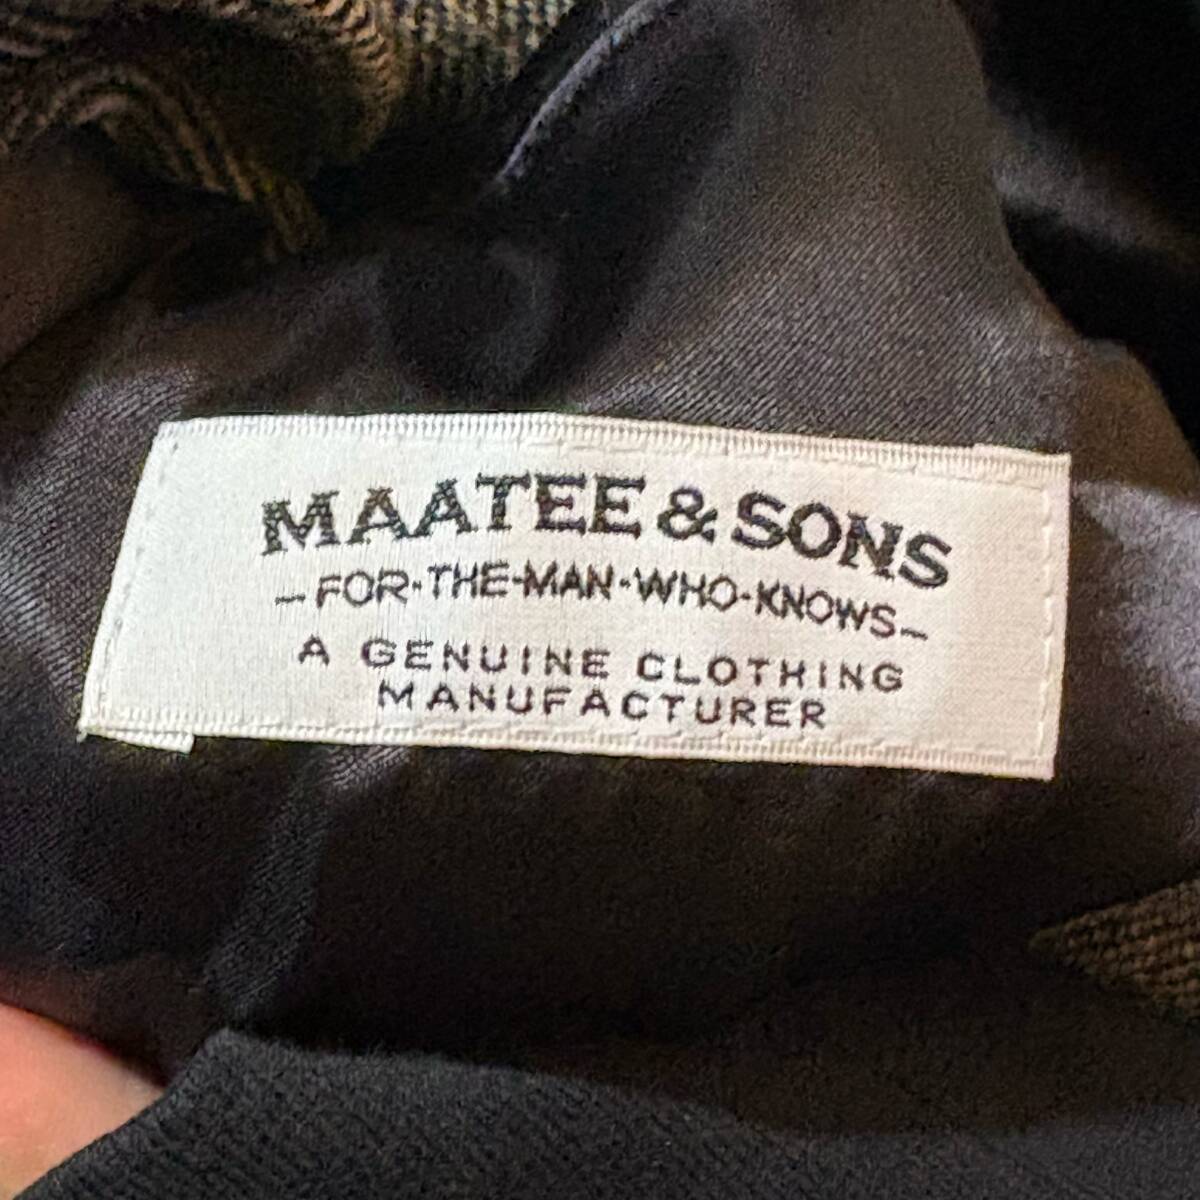 MAATEE & SONS
-FOR-THE-MAN-WHO-KNOWS-
A GENUINE CLOTHING
MANUFACTURER